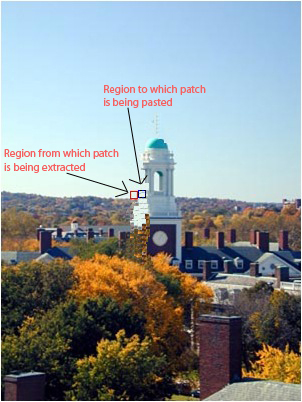 Region to which patch
is being pasted
Region from which patch
is being extracted